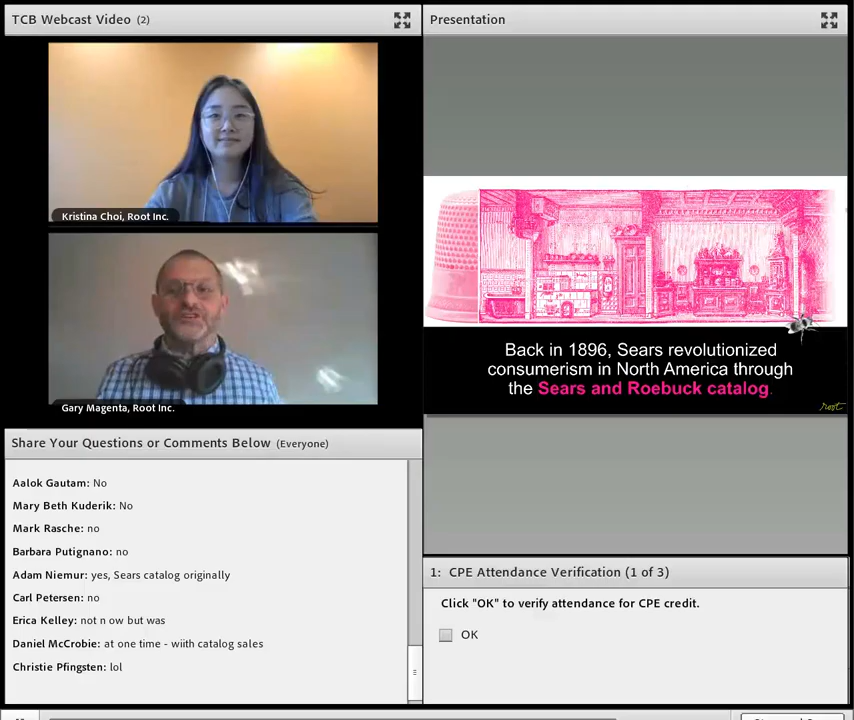 TCB Webcast Video (2)
Kristina Choi, Root Inc.
Gary Magenta, Root Inc.
Share Your Questions or Comments Below (Everyone)
Aalok Gautam: No
Mary Beth Kuderik: No
Mark Rasche: no
Barbara Putignano: no
Adam Niemur: yes, Sears catalog originally
Carl Petersen: no
Erica Kelley: not n ow but was
Daniel McCrobie: at one time - wiith catalog sales
Christie Pfingsten: lol
Presentation
Back in 1896, Sears revolutionized
consumerism in North America through
the Sears and Roebuck catalog.
root
1: CPE Attendance Verification (1 of 3)
Click "OK" to verify attendance for CPE credit.
OK